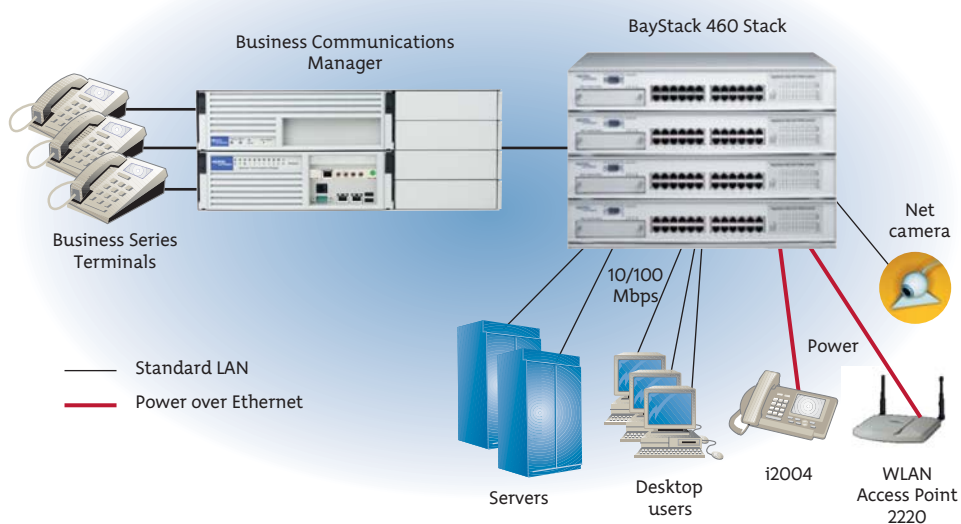 BayStack 460 Stack
Business Communications
Manager
Business Series
Terminals
Net
camera
10/100
Mbps
Power
Standard LAN
Power over Ethernet
Servers
Desktop
users
i2004
WLAN
Access Point
2220